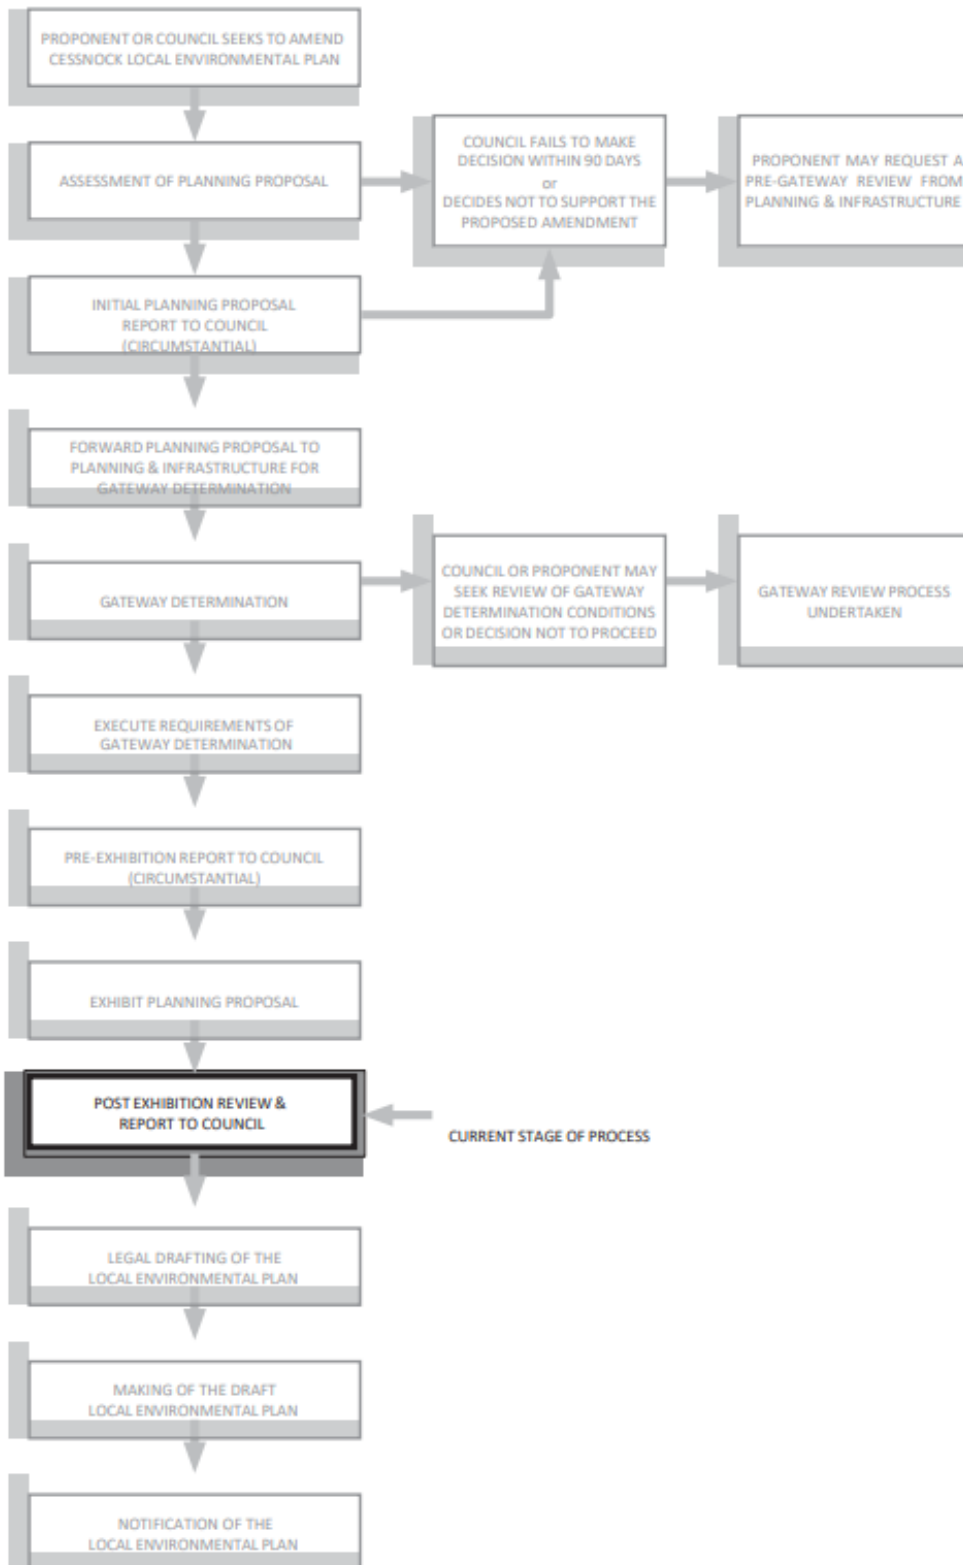 PROPONENT OR COUNCIL SEEKS TO AMEND
CESSNOCK LOCAL ENVIRONMENTAL PLAN
ASSESSMENT OF PLANNING PROPOSAL
COUNCIL FAILS TO MAKE
DECISION WITHIN 90 DAYS
or
DECIDES NOT TO SUPPORT THE
PROPOSED AMENDMENT
PROPONENT MAY REQUEST A
PRE-GATEWAY REVIEW FROM
PLANNING & INFRASTRUCTURE
INITIAL PLANNING PROPOSAL
REPORT TO COUNCIL
(CIRCUMSTANTIAL)
FORWARD PLANNING PROPOSAL TO
PLANNING & INFRASTRUCTURE FOR
GATEWAY DETERMINATION
GATEWAY DETERMINATION
COUNCIL OR PROPONENT MAY
SEEK REVIEW OF GATEWAY
DETERMINATION CONDITIONS
OR DECISION NOT TO PROCEED
GATEWAY REVIEW PROCESS
UNDERTAKEN
EXECUTE REQUIREMENTS OF
GATEWAY DETERMINATION
PRE-EXHIBITION REPORT TO COUNCIL
(CIRCUMSTANTIAL)
EXHIBIT PLANNING PROPOSAL
POST EXHIBITION REVIEW &
REPORT TO COUNCIL
CURRENT STAGE OF PROCESS
LEGAL DRAFTING OF THE
LOCAL ENVIRONMENTAL PLAN
MAKING OF THE DRAFT
LOCAL ENVIRONMENTAL PLAN
NOTIFICATION OF THE
LOCAL ENVIRONMENTAL PLAN